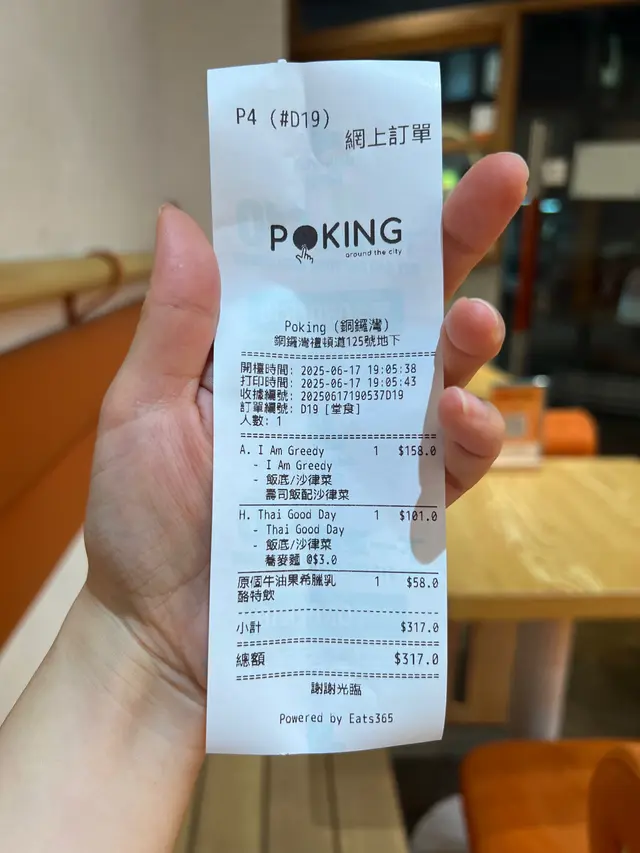 P4 (#D19)
網上訂單
POKING
around the city
Poking (銅鑼灣)
銅鑼灣禮頓道125號地下
開檯時間: 2025-06-17 19:05:38
打印時間: 2025-06-17 19:05:43
收據編號: 20250617190537D19
訂單編號: D19 [堂食]
人數: 1
A. I Am Greedy 1 $158.0
- I Am Greedy
- 飯底/沙律菜
壽司飯配沙律菜
H. Thai Good Day 1 $101.0
- Thai Good Day
- 飯底/沙律菜
蕎麥麵 @$3.0
原個牛油果希臘乳 1 $58.0
酪特飲
小計 $317.0
總額 $317.0
謝謝光臨
Powered by Eats365